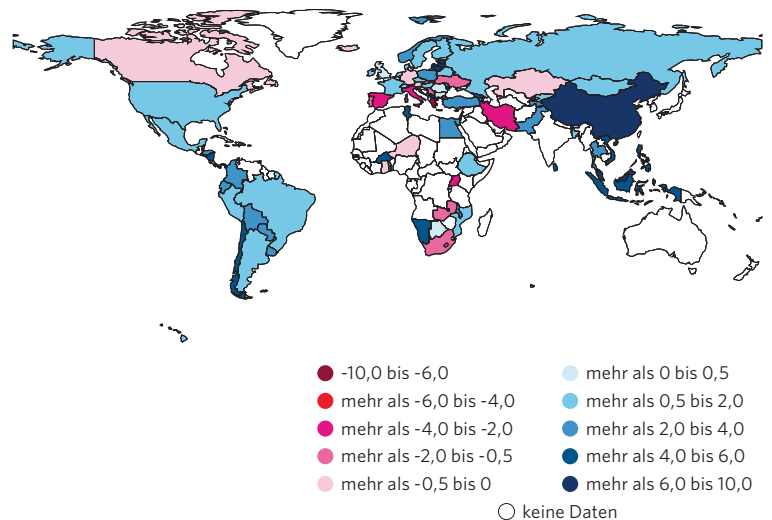 -10,0 bis -6,0
mehr als -6,0 bis -4,0
mehr als -4,0 bis -2,0
mehr als -2,0 bis -0,5
mehr als -0,5 bis 0
mehr als 0 bis 0,5
mehr als 0,5 bis 2,0
mehr als 2,0 bis 4,0
mehr als 4,0 bis 6,0
mehr als 6,0 bis 10,0
keine Daten